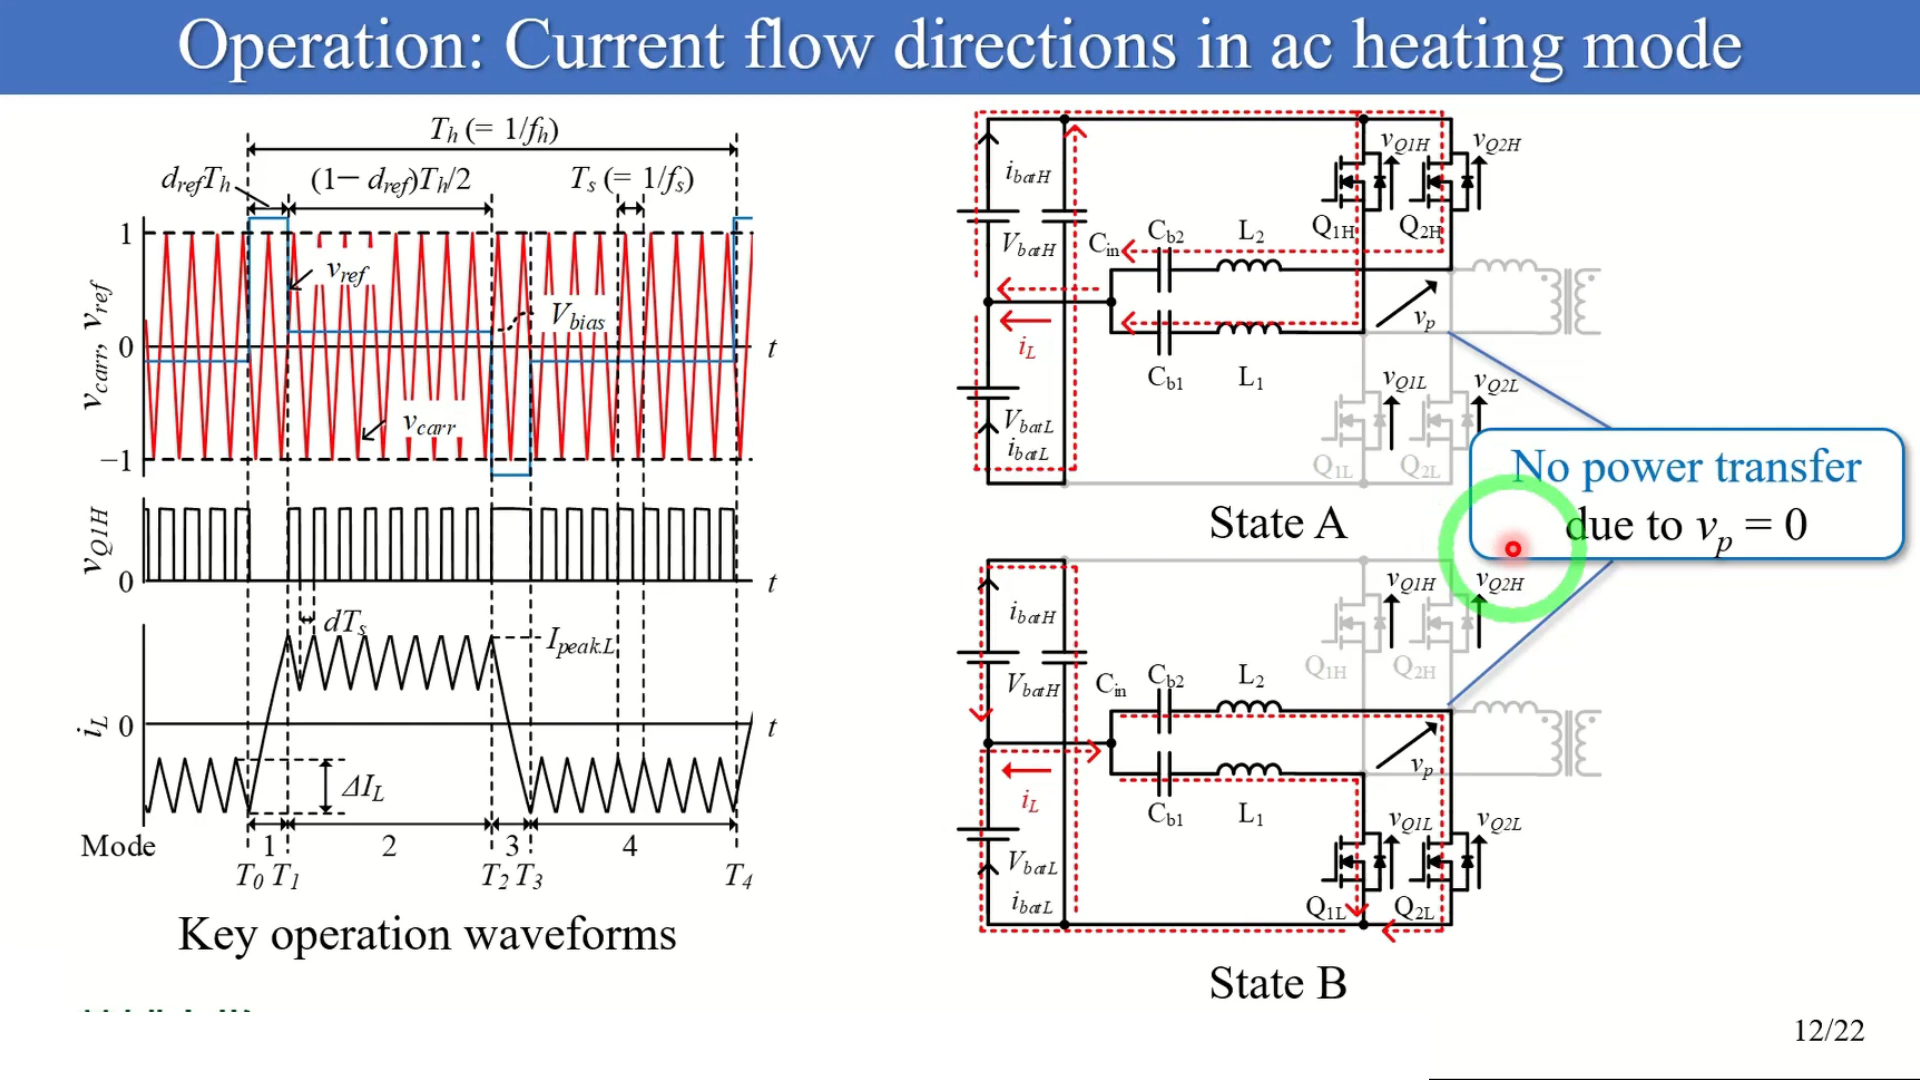 Operation: Current flow directions in ac heating mode
Th (= 1/fh)
drefTh
(1− dref)Th/2
Ts (= 1/fs)
1
vref
Vbias
vcarr, vref
0
t
vcarr
−1
vQ1H
0
t
dTs
Ipeak.L
iL
0
t
ΔIL
Mode
1
2
3
4
T0
T1
T2
T3
T4
Key operation waveforms
vQ1H
vQ2H
ibatH
Q1H
Q2H
VbatH
Cin
Cb2
L2
iL
vp
Cb1
L1
vQ1L
vQ2L
VbatL
ibatL
Q1L
Q2L
State A
No power transfer
due to vp = 0
vQ1H
vQ2H
ibatH
Q1H
Q2H
VbatH
Cin
Cb2
L2
vp
iL
Cb1
L1
vQ1L
vQ2L
VbatL
ibatL
Q1L
Q2L
State B
12/22